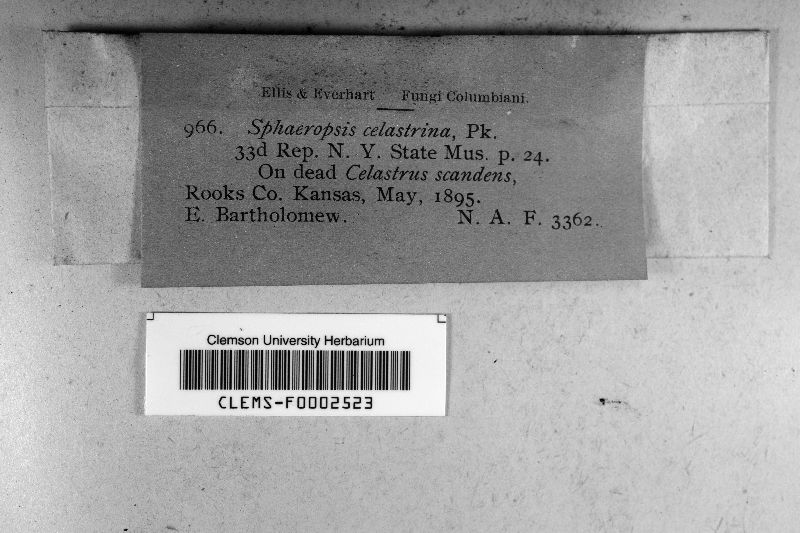 Ellis & Everhart Fungi Columbiani.
966. Sphaeropsis celastrina, Pk.
33d Rep. N. Y. State Mus. p. 24.
On dead Celastrus scandens,
Rooks Co. Kansas, May, 1895.
E. Bartholomew. N. A. F. 3362.
Clemson University Herbarium
CLEMS-F0002523